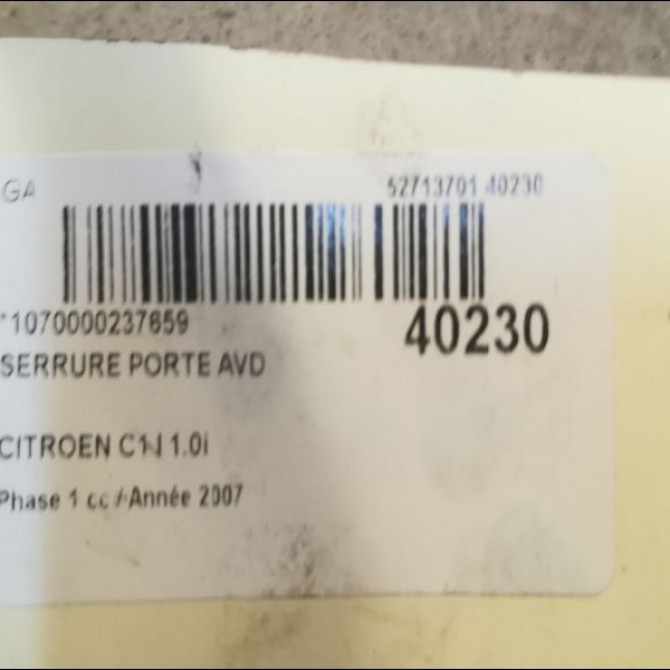 GA 52713701 40230
*1070000237659 40230
SERRURE PORTE AVD
CITROEN C1-I 1.0i
Phase 1 cc / Année 2007